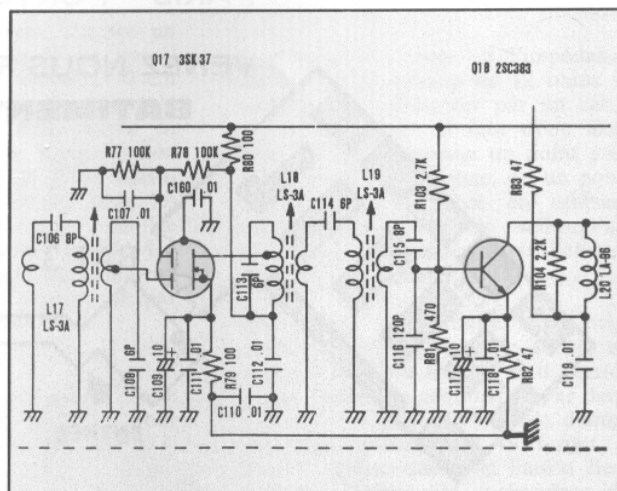 Q17 3SK37
Q18 2SC383
R77 100K
R78 100K
R80 100
C107 .01
C160 .01
L18
LS-3A
L19
LS-3A
C114 6P
R103 2.7K
R83 1
C106 8P
L17
LS-3A
C113
6P
C115 8P
R104 2.2K
L20 LA-86
C108 6P
C109 10
+
C111 .01
R79 100
C112 .01
C110 .01
C116 120P
R81 470
C117 10
+
C118 .01
R82 47
C119 .01